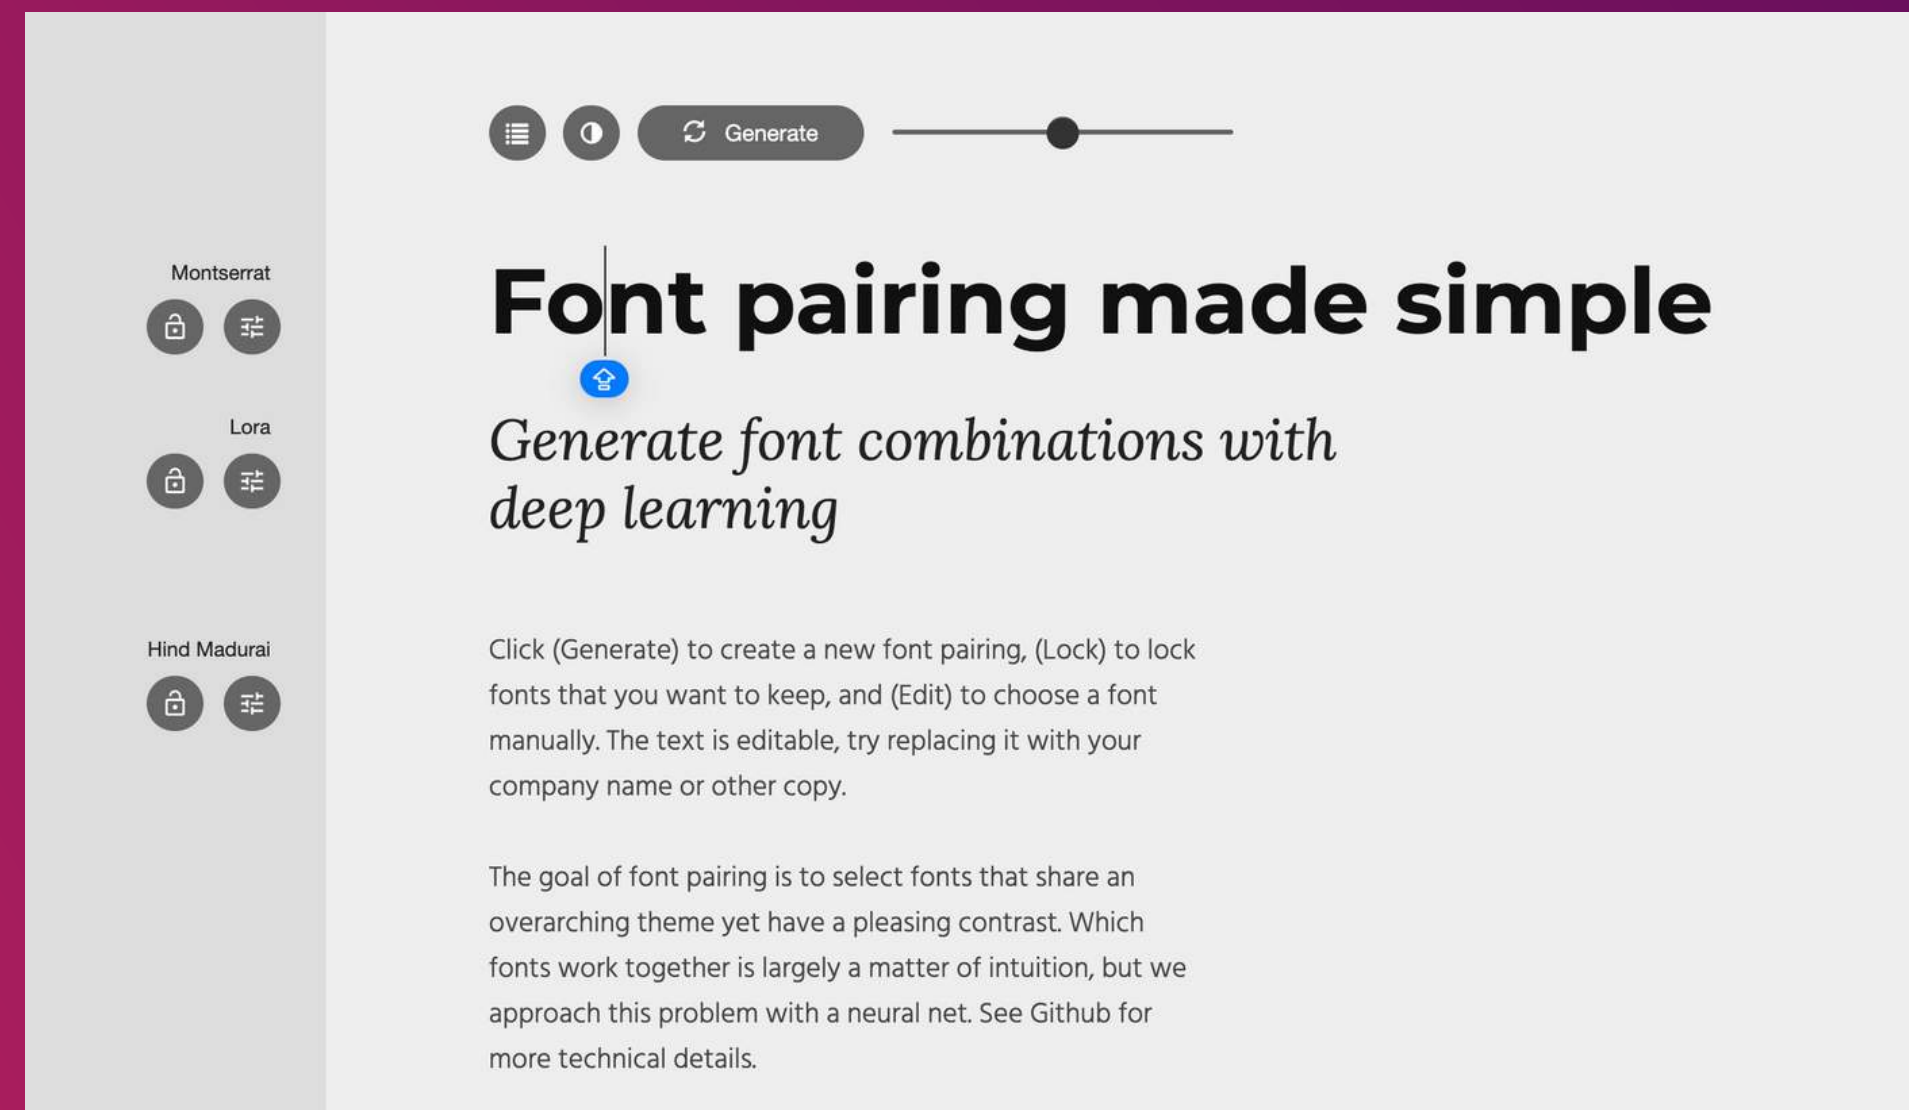 Generate
Montserrat
Font pairing made simple
Lora
Generate font combinations with
deep learning
Hind Madurai
Click (Generate) to create a new font pairing, (Lock) to lock
fonts that you want to keep, and (Edit) to choose a font
manually. The text is editable, try replacing it with your
company name or other copy.
The goal of font pairing is to select fonts that share an
overarching theme yet have a pleasing contrast. Which
fonts work together is largely a matter of intuition, but we
approach this problem with a neural net. See Github for
more technical details.